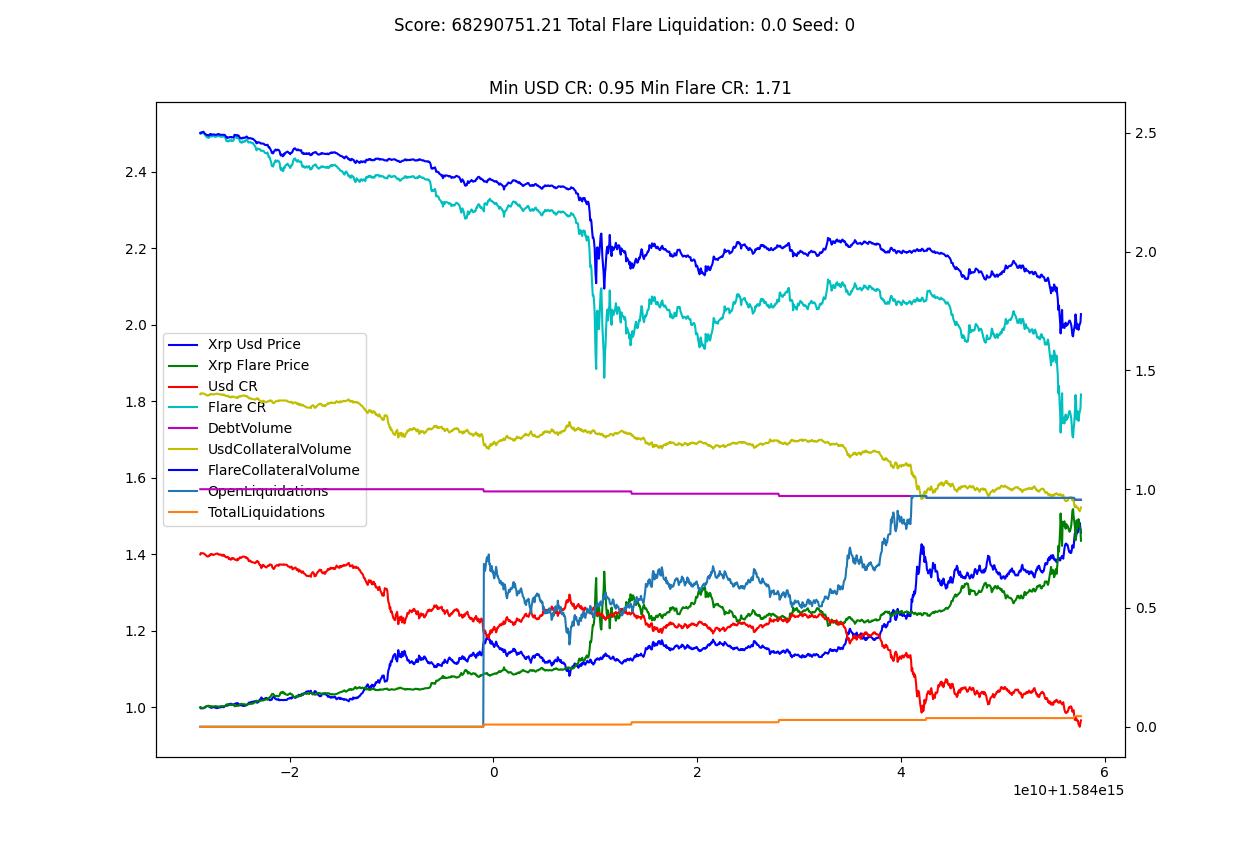 Score: 68290751.21 Total Flare Liquidation: 0.0 Seed: 0
Min USD CR: 0.95 Min Flare CR: 1.71
2.4
2.2
2.0
1.8
1.6
1.4
1.2
1.0
Xrp Usd Price
Xrp Flare Price
Usd CR
Flare CR
DebtVolume
UsdCollateralVolume
FlareCollateralVolume
OpenLiquidations
TotalLiquidations
2.5
2.0
1.5
1.0
0.5
0.0
−2
0
2
4
6
1e10+1.584e15